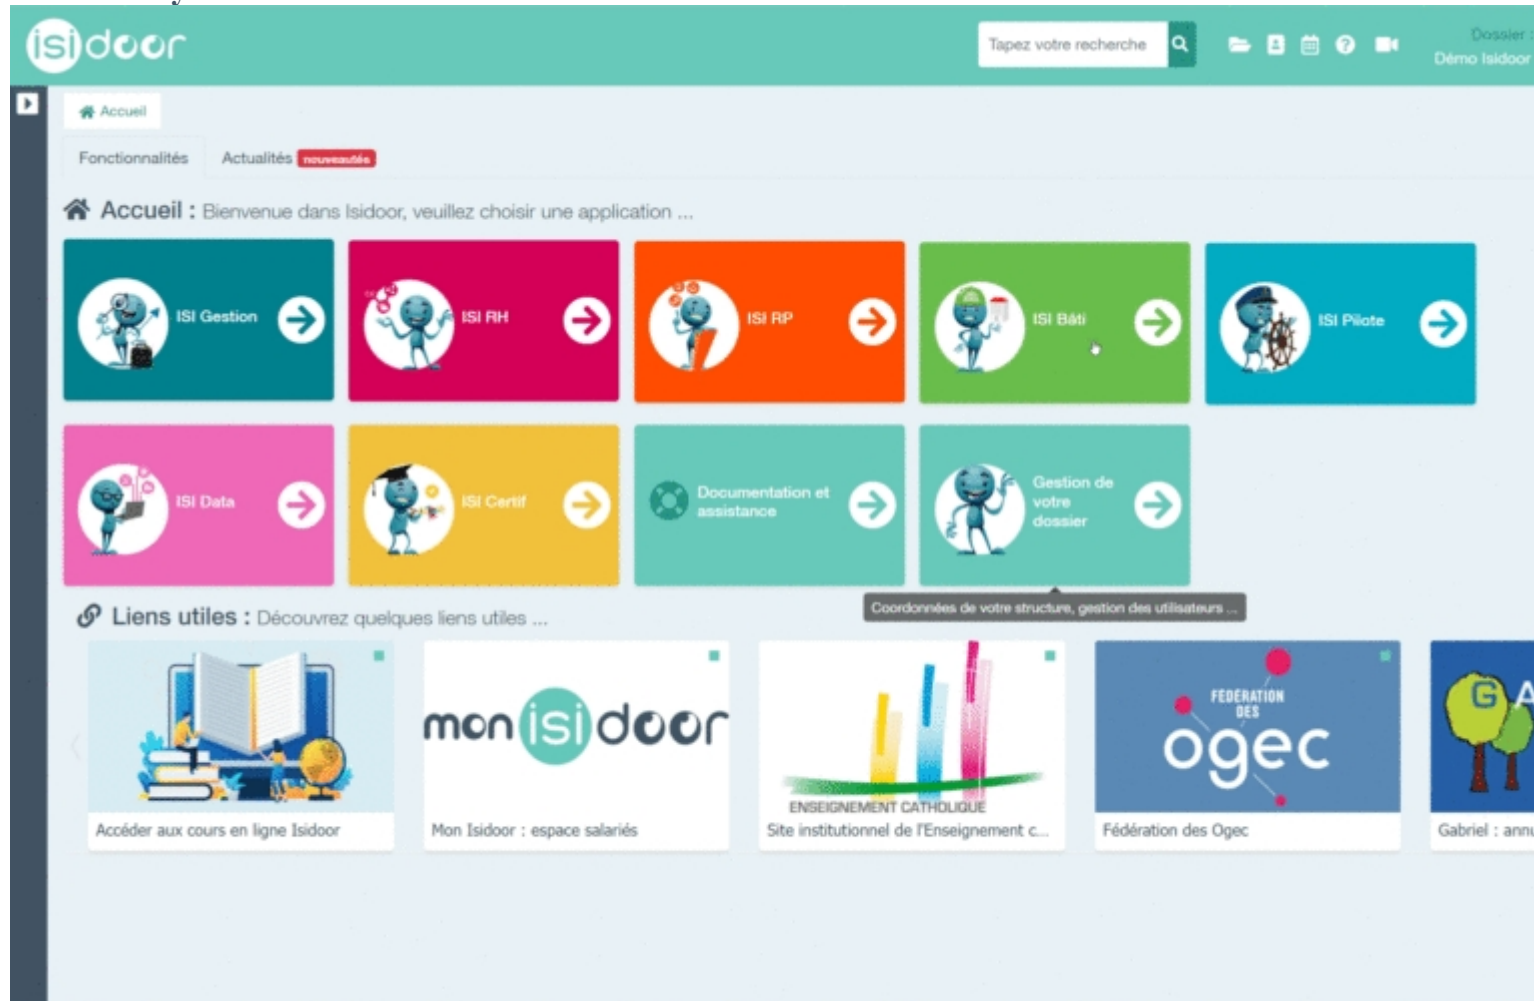 isidoor
Tapez votre recherche
Dossier :
Démo Isidoor
Accueil
Fonctionnalités
Actualités nouveautés
Accueil : Bienvenue dans Isidoor, veuillez choisir une application ...
ISI Gestion
ISI RH
ISI RP
ISI Bâti
ISI Pilote
ISI Data
ISI Certif
Documentation et
assistance
Gestion de
votre
dossier
Coordonnées de votre structure, gestion des utilisateurs ...
Liens utiles : Découvrez quelques liens utiles ...
mon isidoor
ENSEIGNEMENT CATHOLIQUE
FEDERATION
DES
ogec
G A
Accéder aux cours en ligne Isidoor
Mon Isidoor : espace salariés
Site institutionnel de l'Enseignement c...
Fédération des Ogec
Gabriel : annu